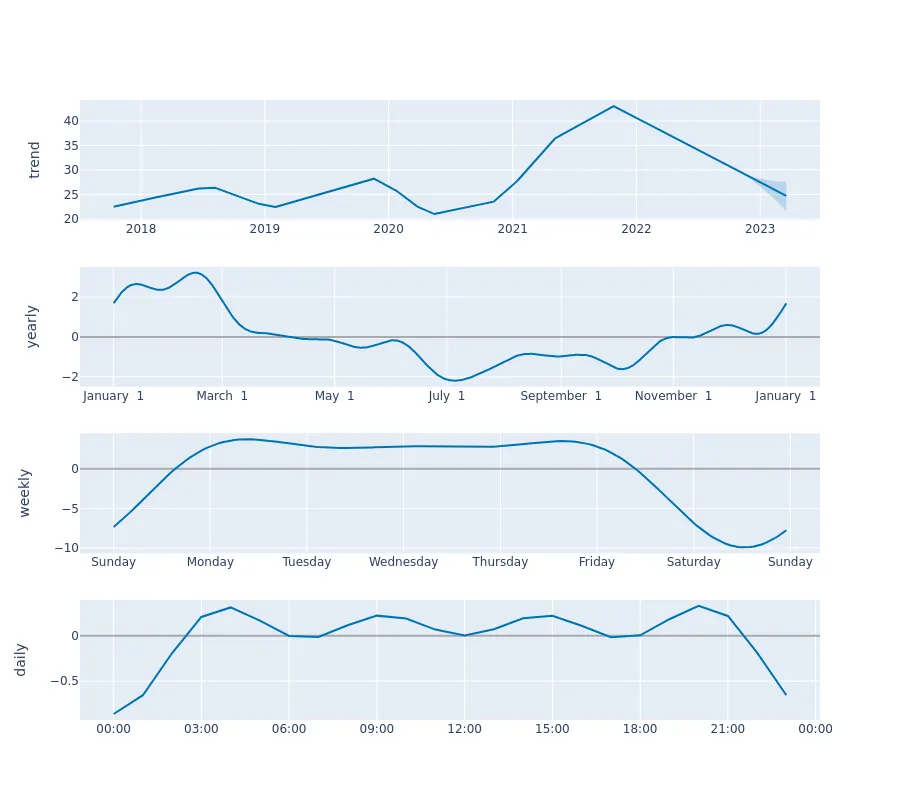 trend
40
35
30
25
20
2018 2019 2020 2021 2022 2023
yearly
2
0
−2
January 1 March 1 May 1 July 1 September 1 November 1 January 1
weekly
0
−5
−10
Sunday Monday Tuesday Wednesday Thursday Friday Saturday Sunday
daily
0
−0.5
00:00 03:00 06:00 09:00 12:00 15:00 18:00 21:00 00:00